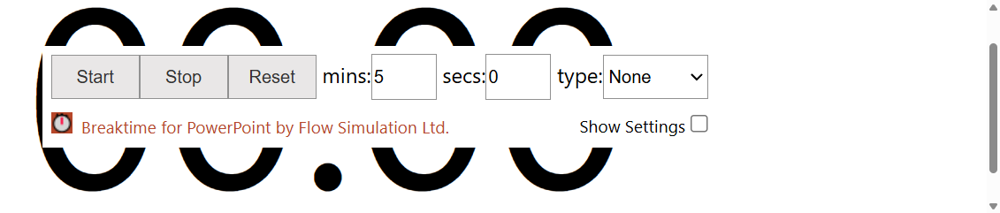 00:00
Start Stop Reset mins: 5 secs: 0 type: None
Breaktime for PowerPoint by Flow Simulation Ltd. Show Settings